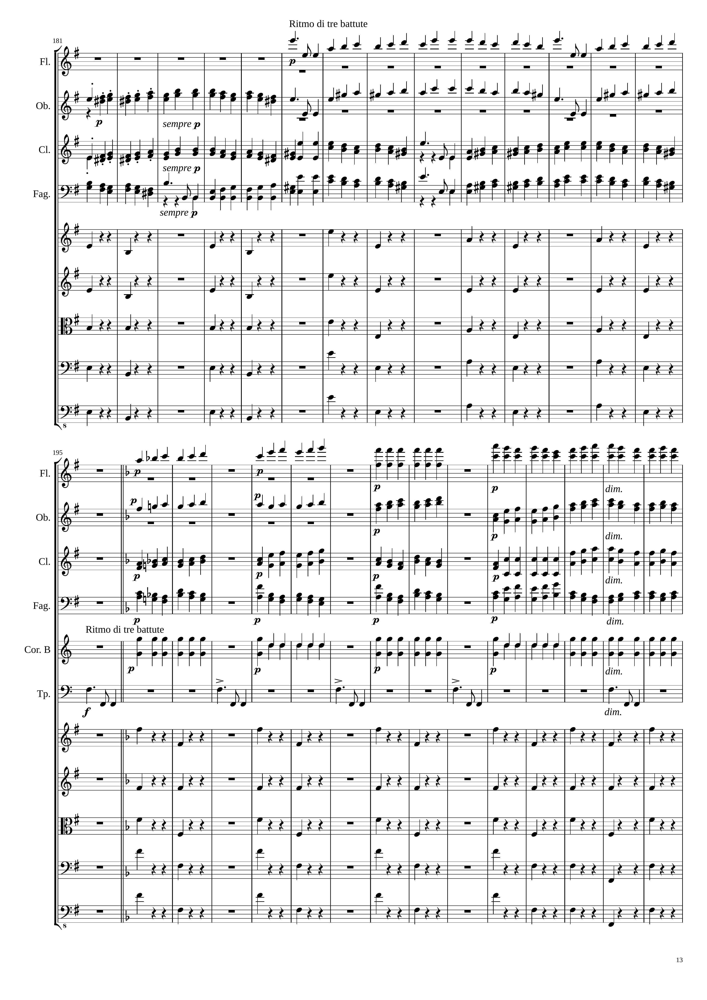 Ritmo di tre battute
181
Fl.
p
Ob.
p
sempre p
Cl.
sempre p
Fag.
sempre p
8
195
Fl.
p
p
p
p
dim.
Ob.
p
p
p
p
dim.
Cl.
p
p
p
p
dim.
Fag.
p
p
p
p
dim.
Ritmo di tre battute
Cor. B
p
p
p
p
dim.
Tp.
f
dim.
8
13